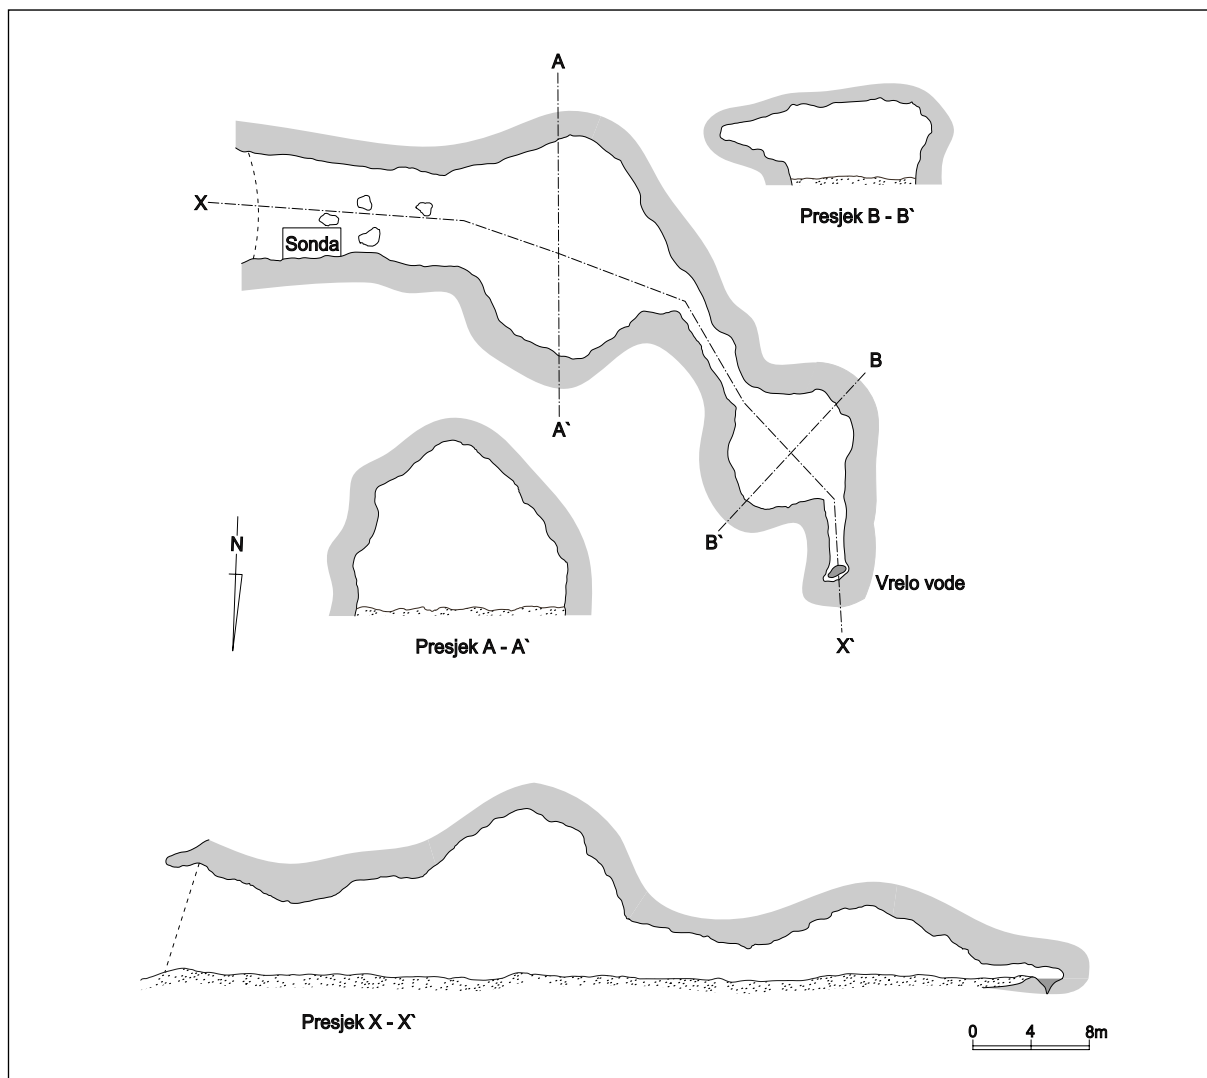 A
X
Sonda
Presjek B - B`
B
A`
B`
N
Vrelo vode
Presjek A - A`
X`
Presjek X - X`
0 4 8m